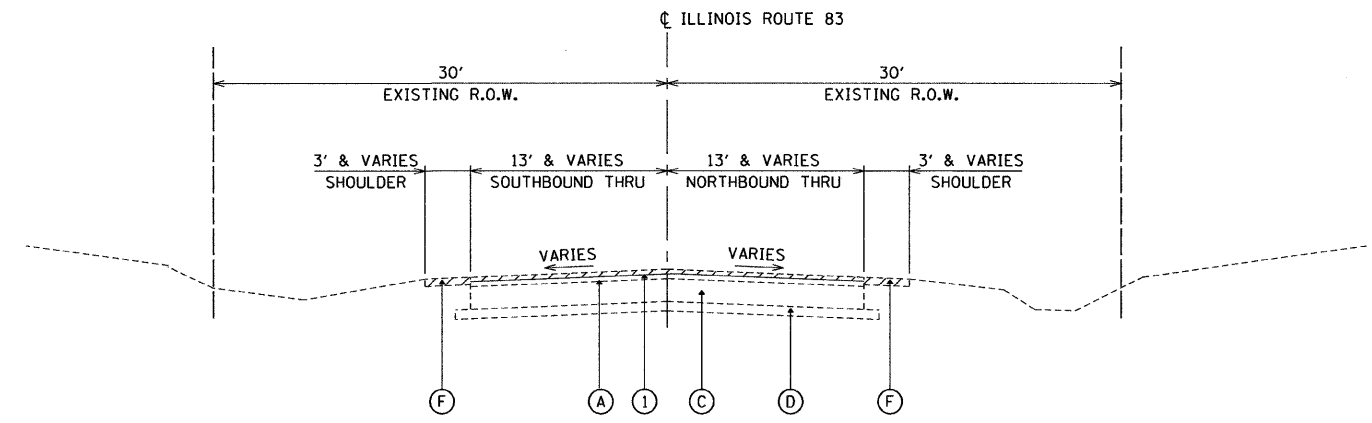 ℄ ILLINOIS ROUTE 83
30' 30'
EXISTING R.O.W. EXISTING R.O.W.
3' & VARIES 13' & VARIES 13' & VARIES 3' & VARIES
SHOULDER SOUTHBOUND THRU NORTHBOUND THRU SHOULDER
VARIES VARIES
F A 1 C D F